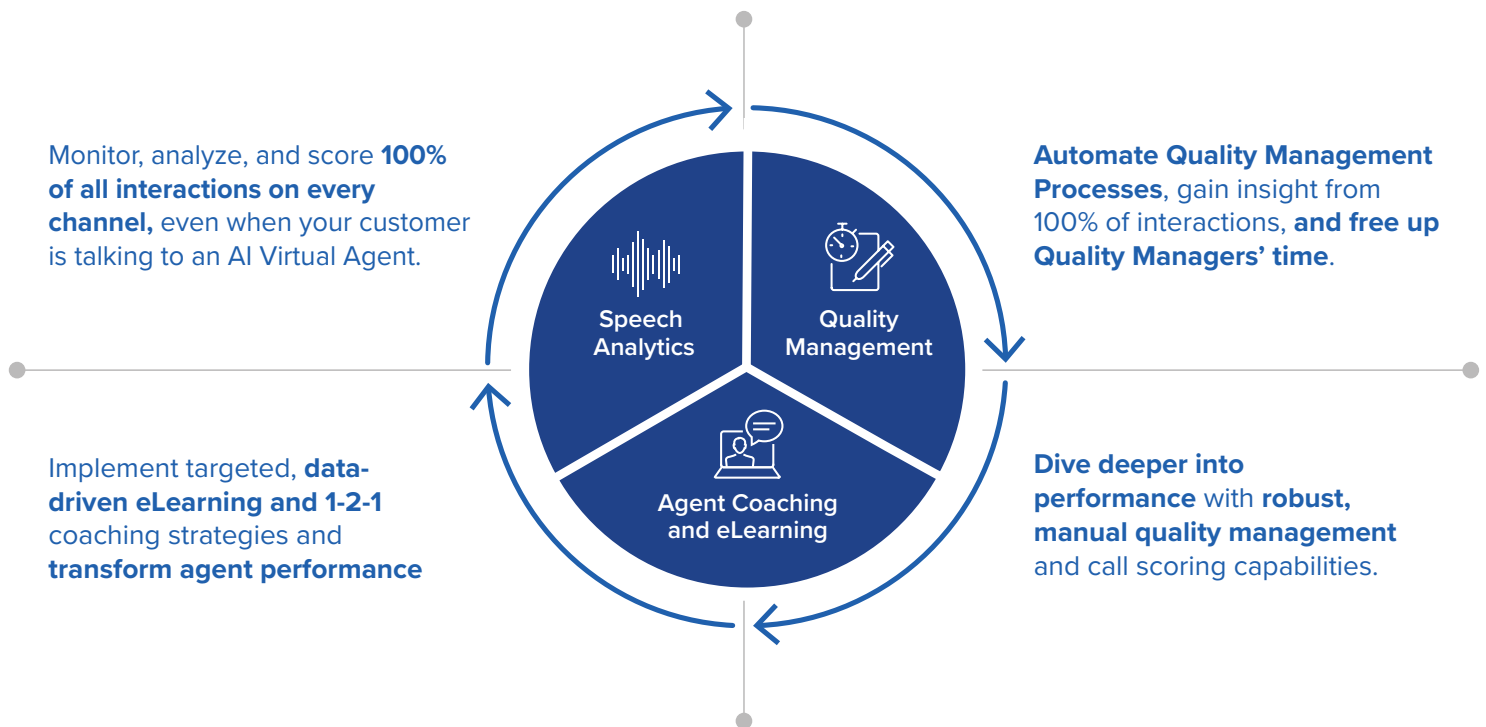 Monitor, analyze, and score 100%
of all interactions on every
channel, even when your customer
is talking to an AI Virtual Agent.
Automate Quality Management
Processes, gain insight from
100% of interactions, and free up
Quality Managers’ time.
Speech
Analytics
Quality
Management
Agent Coaching
and eLearning
Implement targeted, data-
driven eLearning and 1-2-1
coaching strategies and
transform agent performance
Dive deeper into
performance with robust,
manual quality management
and call scoring capabilities.